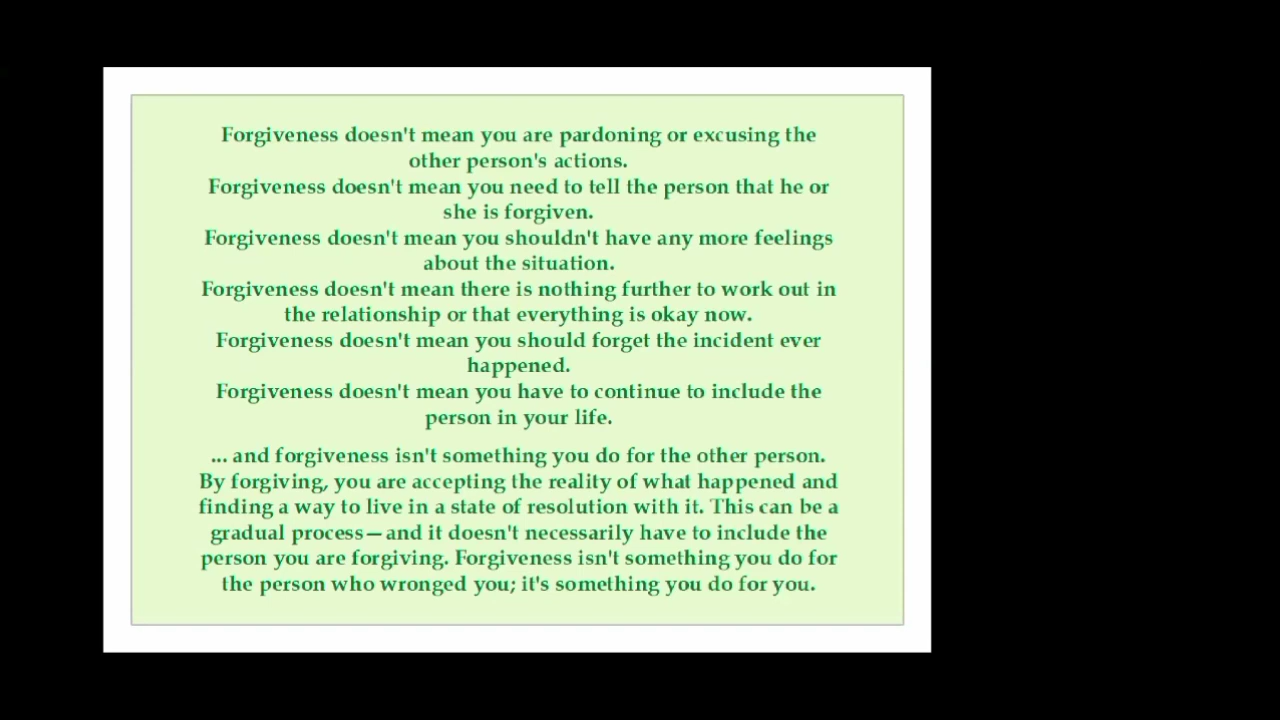 Forgiveness doesn't mean you are pardoning or excusing the
other person's actions.
Forgiveness doesn't mean you need to tell the person that he or
she is forgiven.
Forgiveness doesn't mean you shouldn't have any more feelings
about the situation.
Forgiveness doesn't mean there is nothing further to work out in
the relationship or that everything is okay now.
Forgiveness doesn't mean you should forget the incident ever
happened.
Forgiveness doesn't mean you have to continue to include the
person in your life.
... and forgiveness isn't something you do for the other person.
By forgiving, you are accepting the reality of what happened and
finding a way to live in a state of resolution with it. This can be a
gradual process—and it doesn't necessarily have to include the
person you are forgiving. Forgiveness isn't something you do for
the person who wronged you; it's something you do for you.